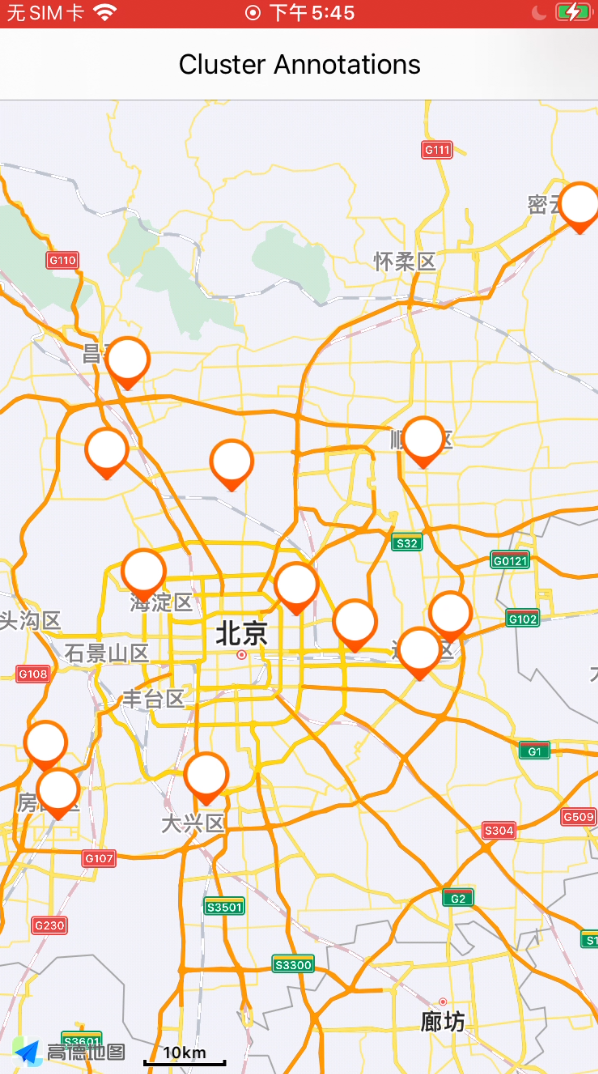 无SIM卡
下午5:45
Cluster Annotations
G111
密云
G110
怀柔区
昌
顺 区
S32
G0121
海淀区
G102
头沟区
北京
石景山区
G108
丰台区
G1
房 区
大兴区
G509
S304
G107
G2
S3501
G230
S3300
廊坊
S3601
高德地图
10km